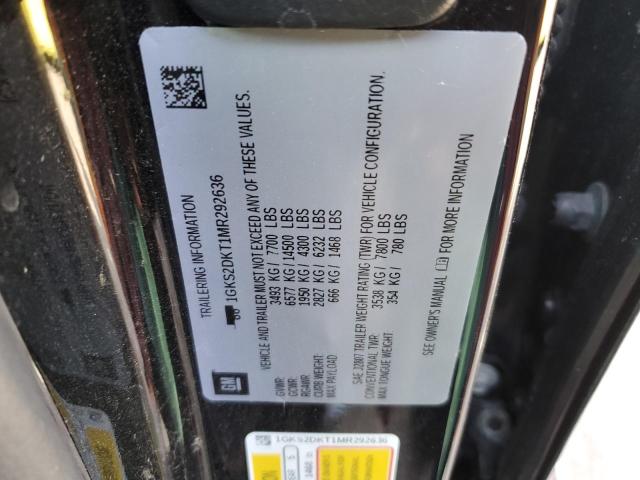 TRAILERING INFORMATION
1GKS2DKT1MR292636
VEHICLE AND TRAILER MUST NOT EXCEED ANY OF THESE VALUES.
GVWR: 3493 KG/ 7700 LBS
GCWR: 6577 KG/ 14500 LBS
RGAWR: 1950 KG/ 4300 LBS
CURB WEIGHT: 2827 KG/ 6232 LBS
MAX PAYLOAD: 666 KG/ 1468 LBS
SAE J2807 TRAILER WEIGHT RATING (TWR) FOR VEHICLE CONFIGURATION.
CONVENTIONAL TWR: 3538 KG/ 7800 LBS
MAX TONGUE WEIGHT: 354 KG/ 780 LBS
SEE OWNER'S MANUAL FOR MORE INFORMATION
GM
1GKS2DKT1MR292636